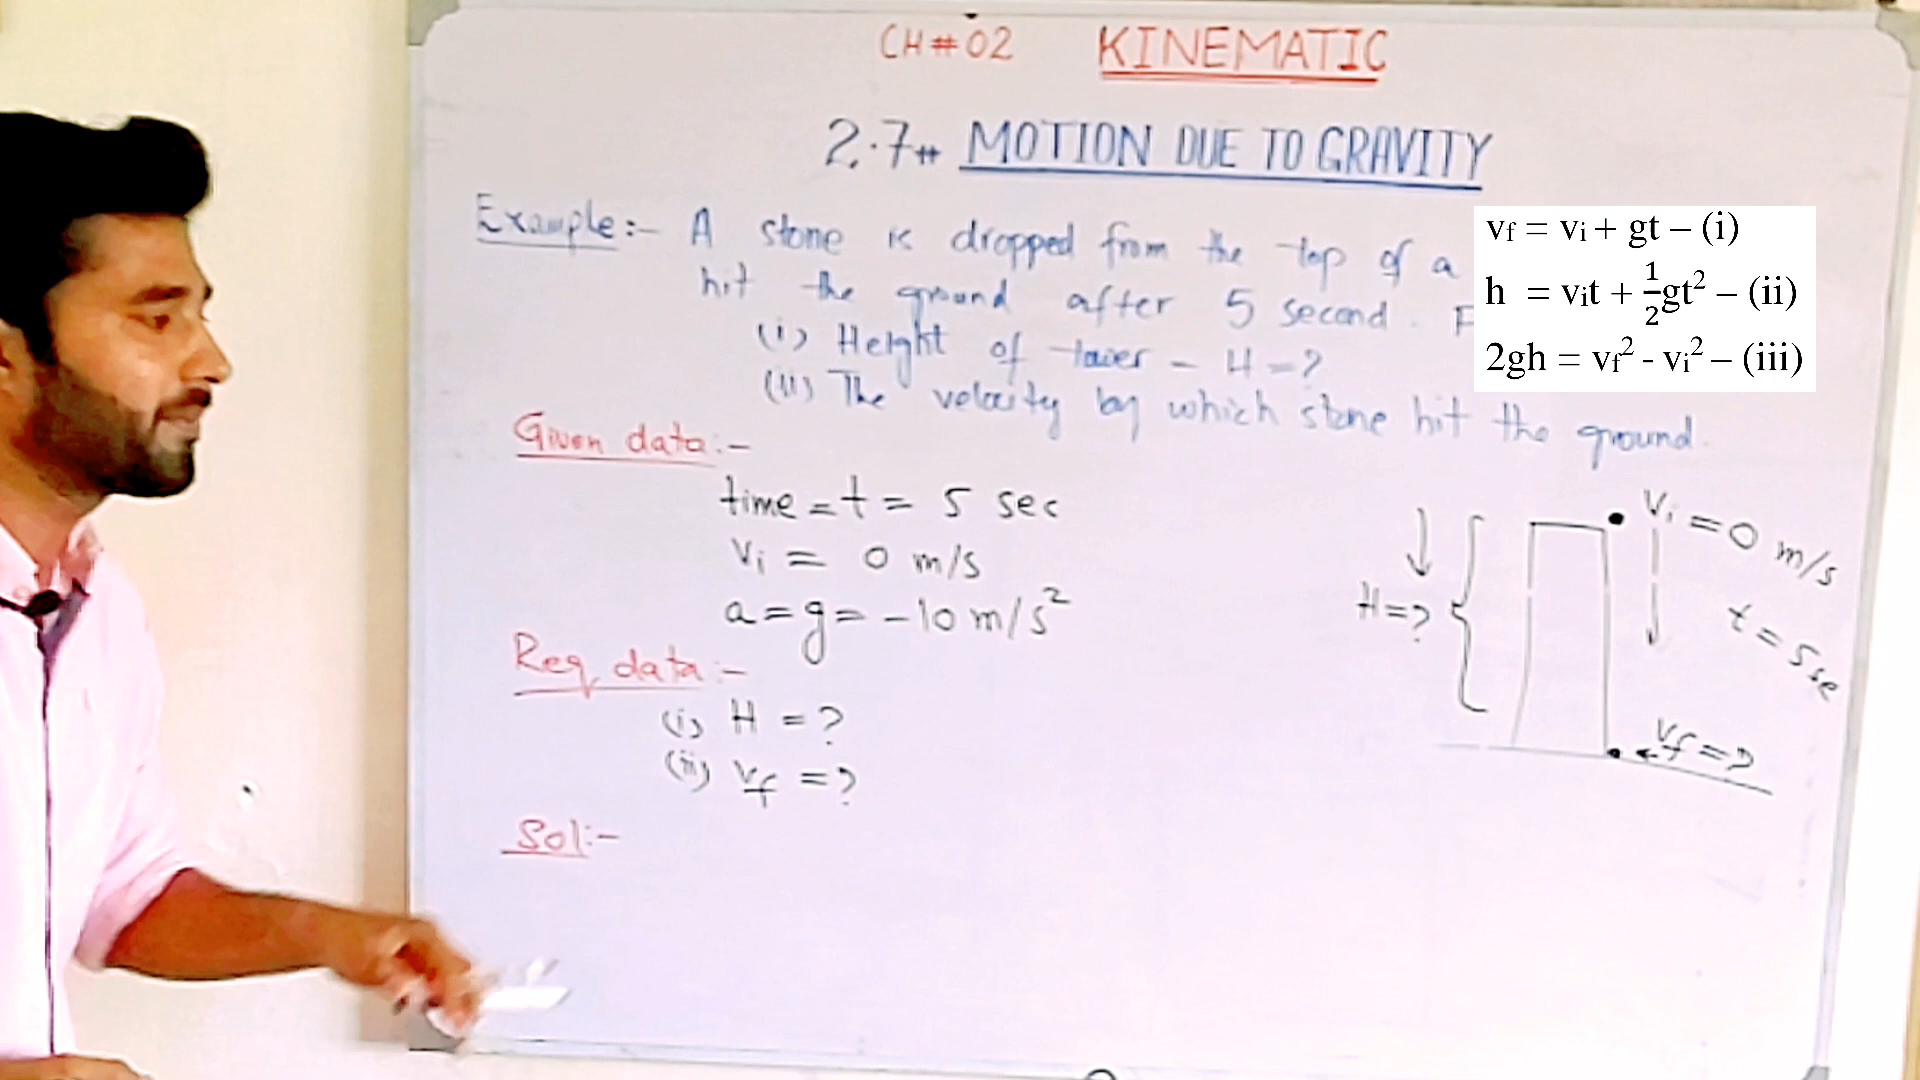 CH # 02 KINEMATIC
2.7# MOTION DUE TO GRAVITY
Example:- A stone is dropped from the top of a
hit the ground after 5 second. F
(i) Height of tower - H = ?
(ii) The velocity by which stone hit the ground.
vf = vi + gt – (i)
h = vit + 1/2gt² – (ii)
2gh = vf² - vi² – (iii)
Given data:-
time = t = 5 sec
Vi = 0 m/s
a = g = -10 m/s²
Req data:-
(i) H = ?
(ii) Vf = ?
Sol:-
Vi = 0 m/s
H = ?
t = 5se
Vf = ?